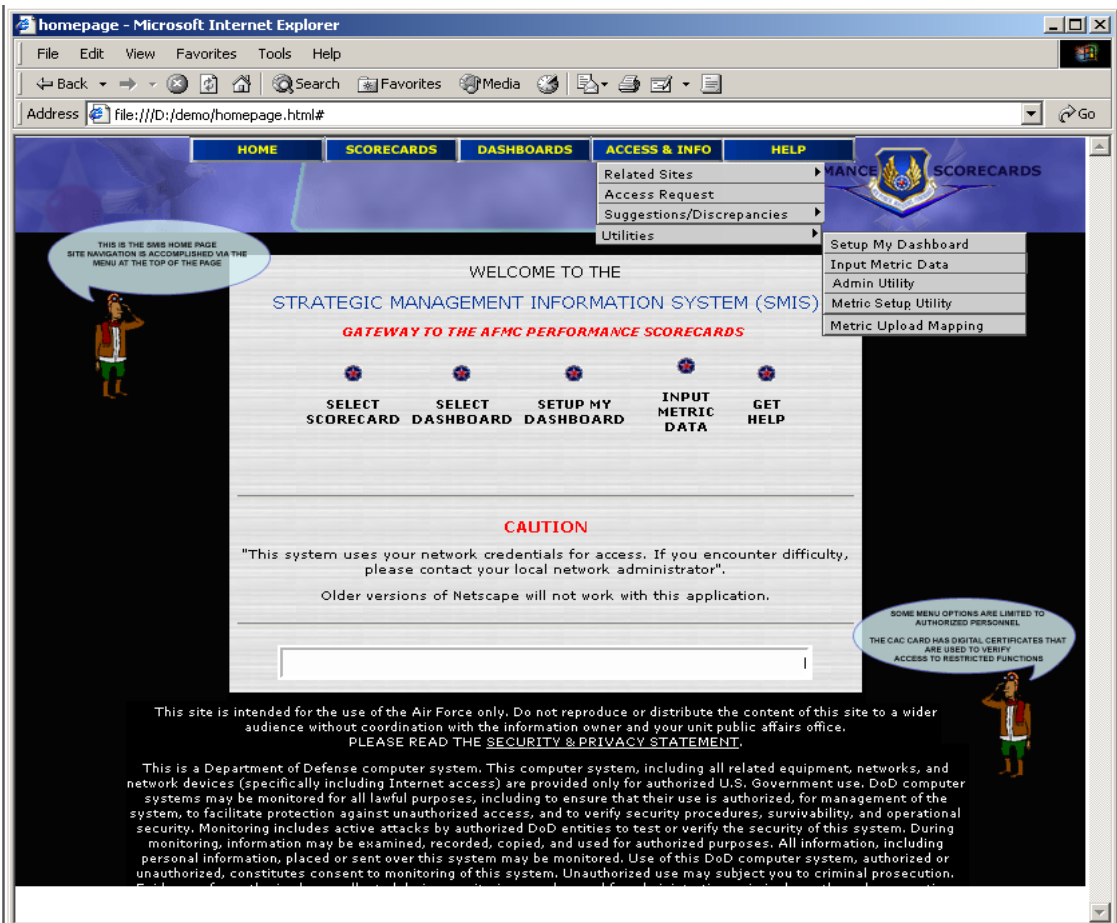 homepage - Microsoft Internet Explorer
File Edit View Favorites Tools Help
Back Search Favorites Media
Address file:///D:/demo/homepage.html# Go
HOME SCORECARDS DASHBOARDS ACCESS & INFO HELP
Related Sites
Access Request
Suggestions/Discrepancies
Utilities
MANCE SCORECARDS
Setup My Dashboard
Input Metric Data
Admin Utility
Metric Setup Utility
Metric Upload Mapping
THIS IS THE SMIS HOME PAGE
SITE NAVIGATION IS ACCOMPLISHED VIA THE
MENU AT THE TOP OF THE PAGE
WELCOME TO THE
STRATEGIC MANAGEMENT INFORMATION SYSTEM (SMIS)
GATEWAY TO THE AFMC PERFORMANCE SCORECARDS
SELECT SCORECARD
SELECT DASHBOARD
SETUP MY DASHBOARD
INPUT METRIC DATA
GET HELP
CAUTION
"This system uses your network credentials for access. If you encounter difficulty,
please contact your local network administrator".
Older versions of Netscape will not work with this application.
SOME MENU OPTIONS ARE LIMITED TO
AUTHORIZED PERSONNEL
THE CAC CARD HAS DIGITAL CERTIFICATES THAT
ARE USED TO VERIFY
ACCESS TO RESTRICTED FUNCTIONS
This site is intended for the use of the Air Force only. Do not reproduce or distribute the content of this site to a wider
audience without coordination with the information owner and your unit public affairs office.
PLEASE READ THE SECURITY & PRIVACY STATEMENT.
This is a Department of Defense computer system. This computer system, including all related equipment, networks, and
network devices (specifically including Internet access) are provided only for authorized U.S. Government use. DoD computer
systems may be monitored for all lawful purposes, including to ensure that their use is authorized, for management of the
system, to facilitate protection against unauthorized access, and to verify security procedures, survivability, and operational
security. Monitoring includes active attacks by authorized DoD entities to test or verify the security of this system. During
monitoring, information may be examined, recorded, copied, and used for authorized purposes. All information, including
personal information, placed or sent over this system may be monitored. Use of this DoD computer system, authorized or
unauthorized, constitutes consent to monitoring of this system. Unauthorized use may subject you to criminal prosecution.